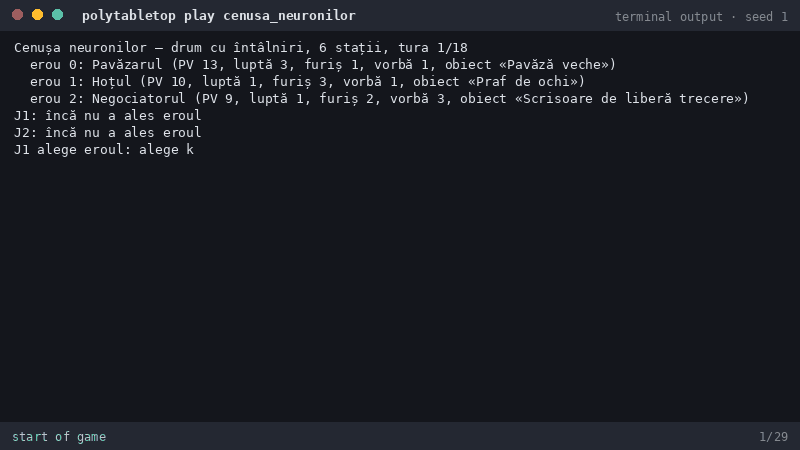 polytabletop play cenusa_neuronilor
terminal output · seed 1
Cenușa neuronilor — drum cu întâlniri, 6 stații, tura 1/18
erou 0: Pavăzarul (PV 13, luptă 3, furiș 1, vorbă 1, obiect «Pavăză veche»)
erou 1: Hoțul (PV 10, luptă 1, furiș 3, vorbă 1, obiect «Praf de ochi»)
erou 2: Negociatorul (PV 9, luptă 1, furiș 2, vorbă 3, obiect «Scrisoare de liberă trecere»)
J1: încă nu a ales eroul
J2: încă nu a ales eroul
J1 alege eroul: alege k
start of game
1/29